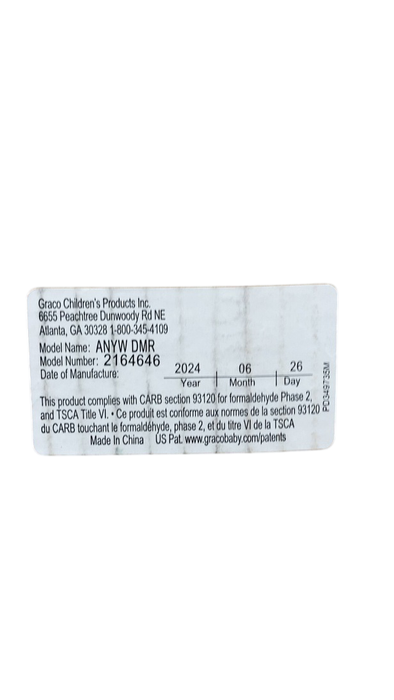 Graco Children's Products Inc.
6655 Peachtree Dunwoody Rd NE
Atlanta, GA 30328 1-800-345-4109
Model Name: ANYW DMR
Model Number: 2164646
Date of Manufacture: 2024 06 26
Year Month Day
This product complies with CARB section 93120 for formaldehyde Phase 2,
and TSCA Title VI. • Ce produit est conforme aux normes de la section 93120
du CARB touchant le formaldéhyde, phase 2, et du titre VI de la TSCA
Made In China US Pat. www.gracobaby.com/patents
PD349735M